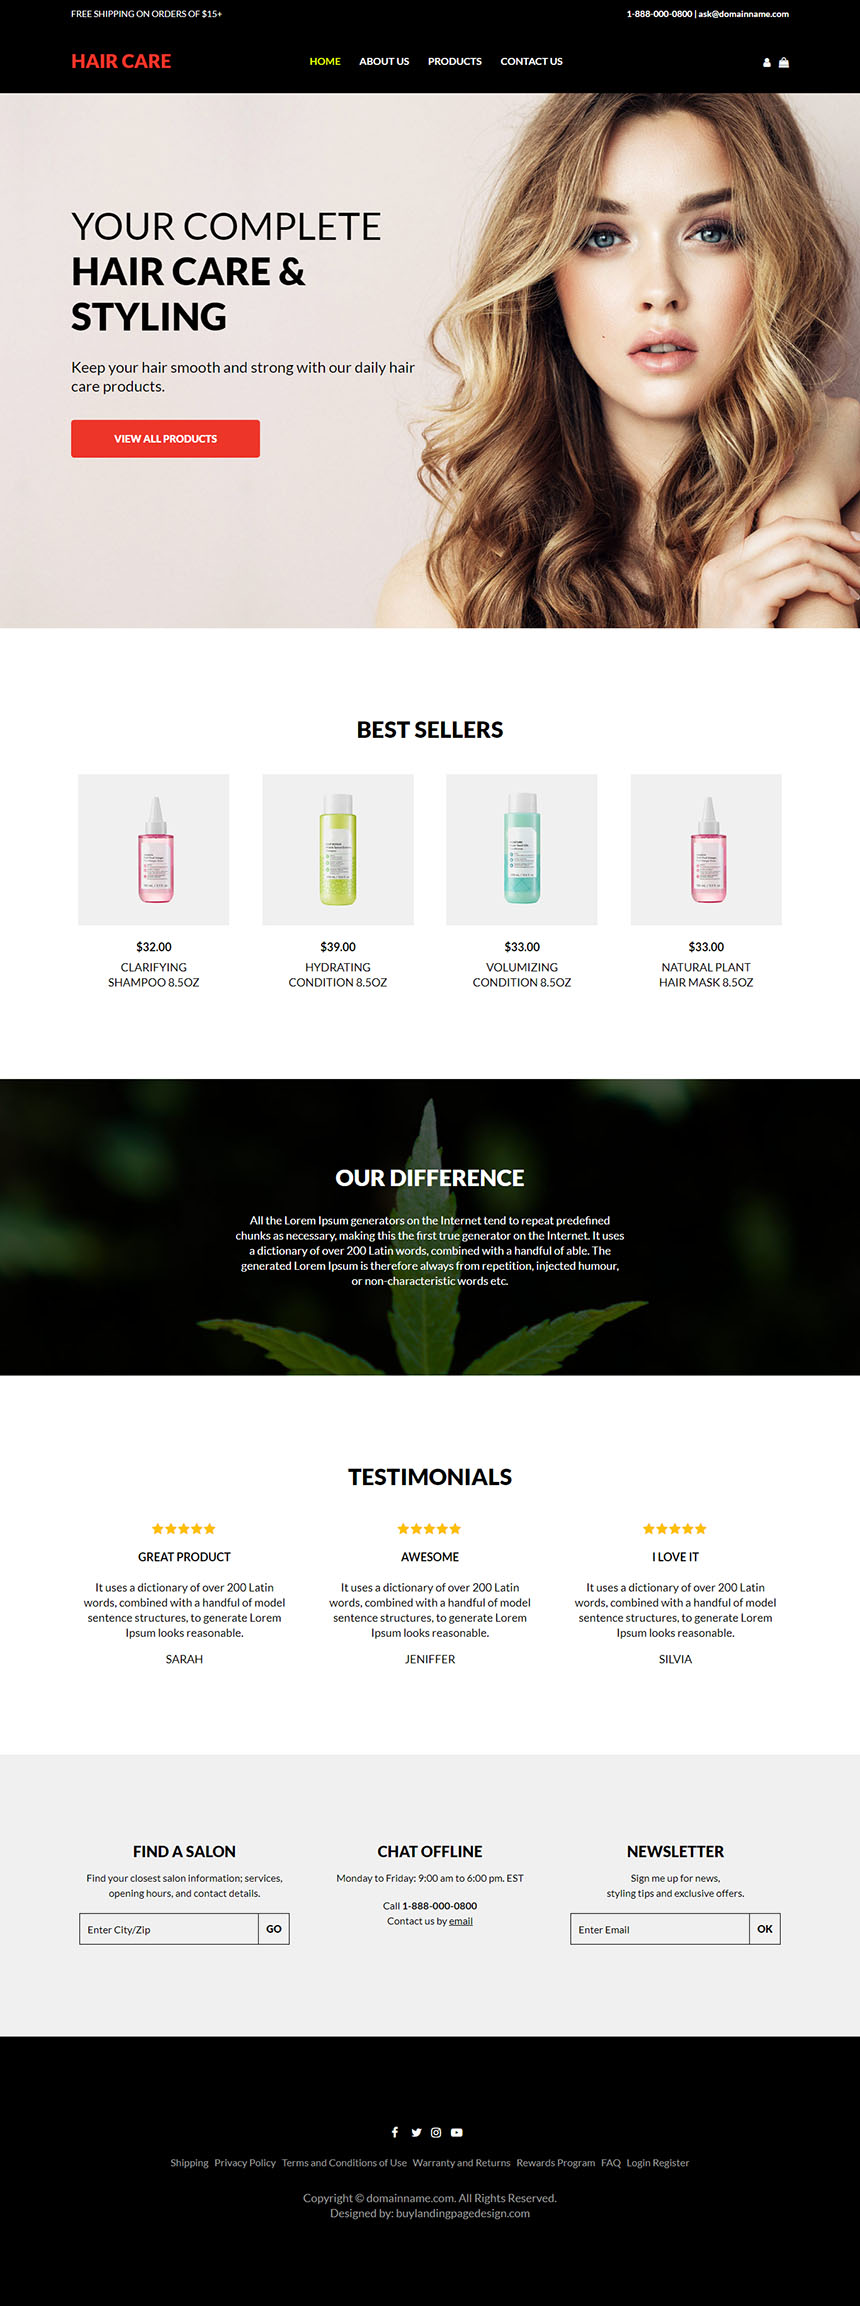 FREE SHIPPING ON ORDERS OF $15+
1-888-000-0800 | ask@domainname.com
HAIR CARE
HOME
ABOUT US
PRODUCTS
CONTACT US
YOUR COMPLETE
HAIR CARE &
STYLING
Keep your hair smooth and strong with our daily hair
care products.
VIEW ALL PRODUCTS
BEST SELLERS
$32.00
CLARIFYING
SHAMPOO 8.5OZ
$39.00
HYDRATING
CONDITION 8.5OZ
$33.00
VOLUMIZING
CONDITION 8.5OZ
$33.00
NATURAL PLANT
HAIR MASK 8.5OZ
OUR DIFFERENCE
All the Lorem Ipsum generators on the Internet tend to repeat predefined
chunks as necessary, making this the first true generator on the Internet. It uses
a dictionary of over 200 Latin words, combined with a handful of able. The
generated Lorem Ipsum is therefore always from repetition, injected humour,
or non-characteristic words etc.
TESTIMONIALS
GREAT PRODUCT
It uses a dictionary of over 200 Latin
words, combined with a handful of model
sentence structures, to generate Lorem
Ipsum looks reasonable.
SARAH
AWESOME
It uses a dictionary of over 200 Latin
words, combined with a handful of model
sentence structures, to generate Lorem
Ipsum looks reasonable.
JENIFFER
I LOVE IT
It uses a dictionary of over 200 Latin
words, combined with a handful of model
sentence structures, to generate Lorem
Ipsum looks reasonable.
SILVIA
FIND A SALON
Find your closest salon information; services,
opening hours, and contact details.
Enter City/Zip
GO
CHAT OFFLINE
Monday to Friday: 9:00 am to 6:00 pm. EST
Call 1-888-000-0800
Contact us by email
NEWSLETTER
Sign me up for news,
styling tips and exclusive offers.
Enter Email
OK
Shipping Privacy Policy Terms and Conditions of Use Warranty and Returns Rewards Program FAQ Login Register
Copyright © domainname.com. All Rights Reserved.
Designed by: buylandingpagedesign.com